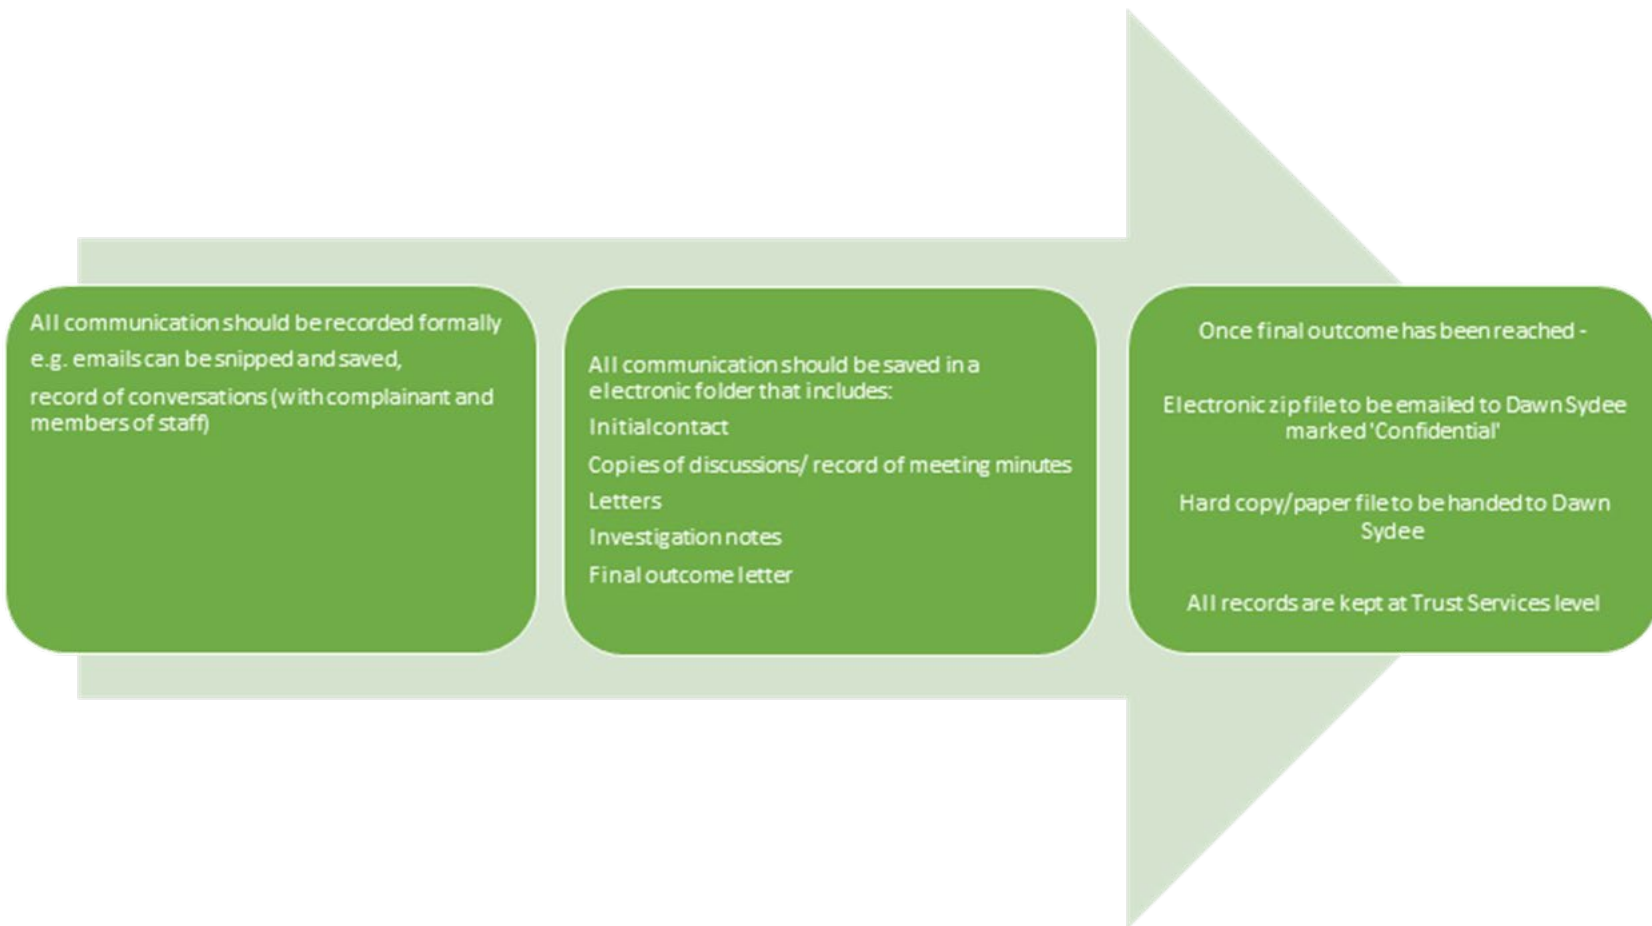 All communication should be recorded formally
e.g. emails can be snipped and saved,
record of conversations (with complainant and
members of staff)
All communication should be saved in a
electronic folder that includes:
Initial contact
Copies of discussions/ record of meeting minutes
Letters
Investigation notes
Final outcome letter
Once final outcome has been reached -
Electronic zip file to be emailed to Dawn Sydee
marked 'Confidential'
Hard copy/paper file to be handed to Dawn
Sydee
All records are kept at Trust Services level